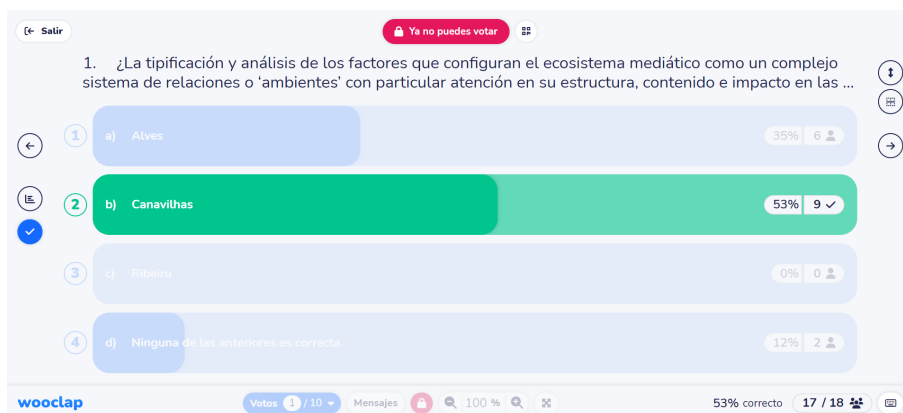 Salir
Ya no puedes votar
1. ¿La tipificación y análisis de los factores que configuran el ecosistema mediático como un complejo
sistema de relaciones o ‘ambientes’ con particular atención en su estructura, contenido e impacto en las ...
1 a) Alves 35% 6
2 b) Canavilhas 53% 9
3 c) Ribeiro 0% 0
4 d) Ninguna de las anteriores es correcta 12% 2
wooclap Votos 1 / 10 Mensajes 100 % 53% correcto 17 / 18